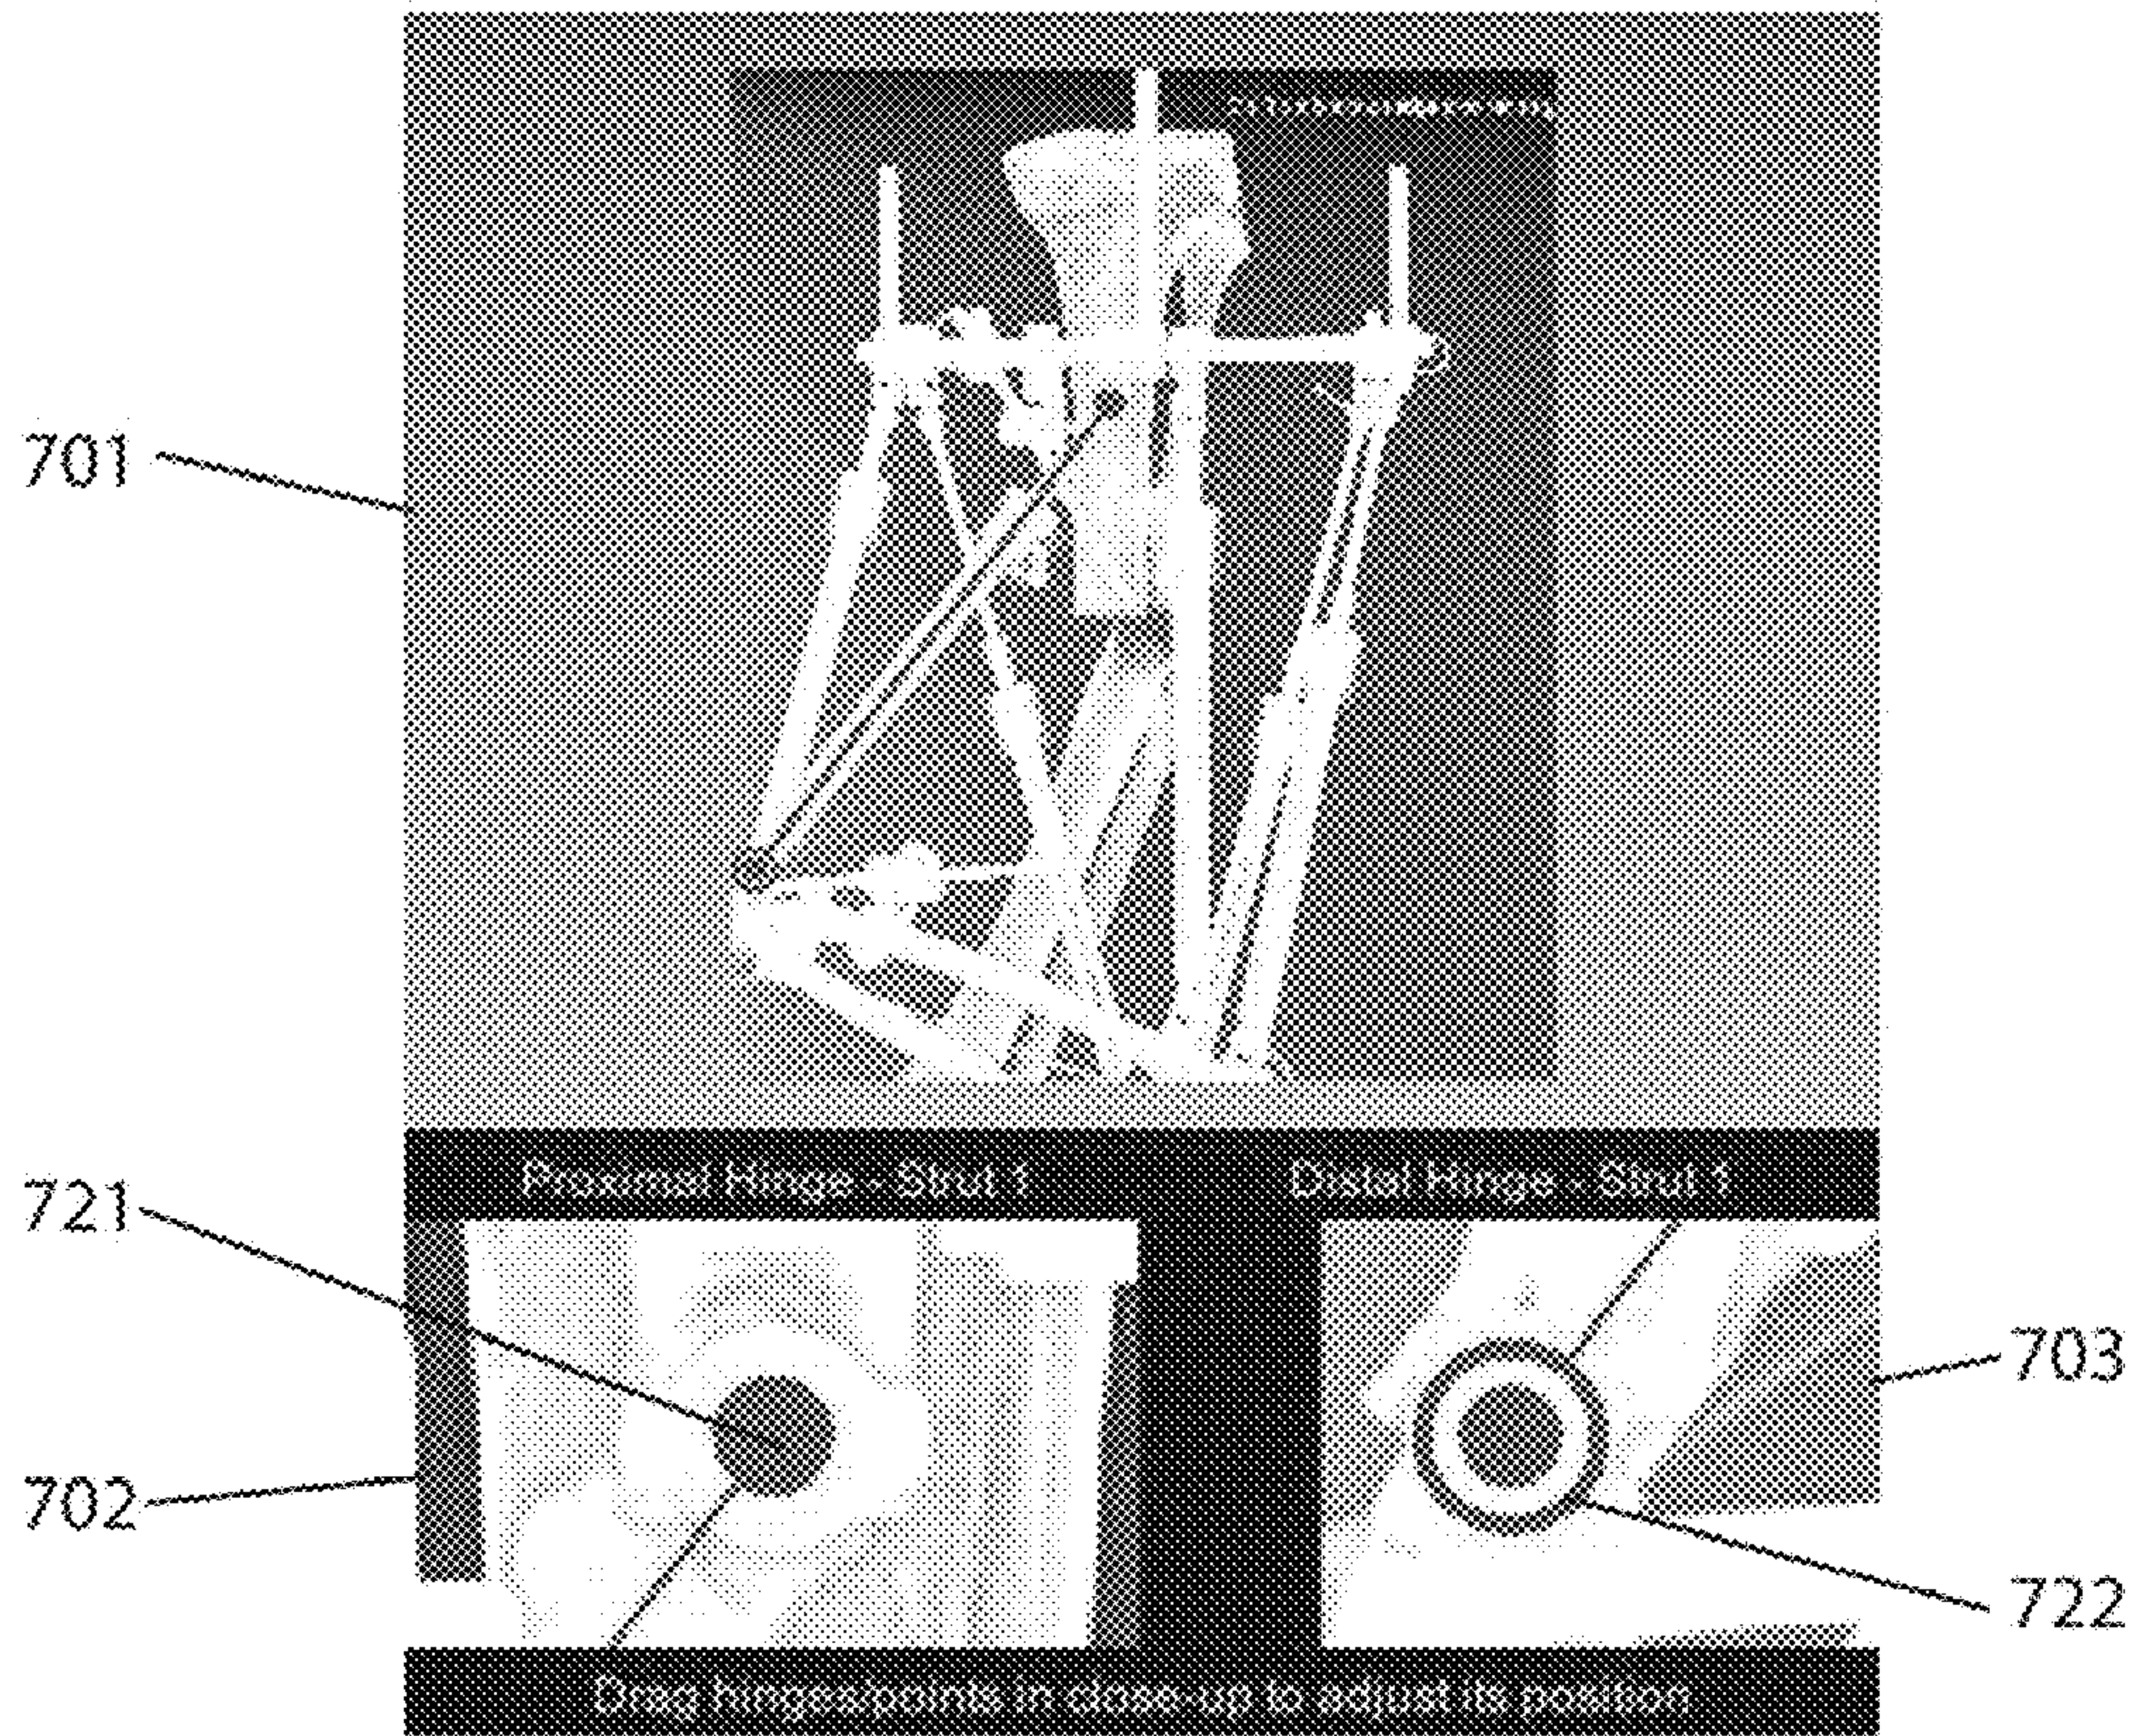 701
Proximal Hinge - Strut 1
Distal Hinge - Strut 1
721
703
702
722
Drag hinges/points in close-up to adjust its position